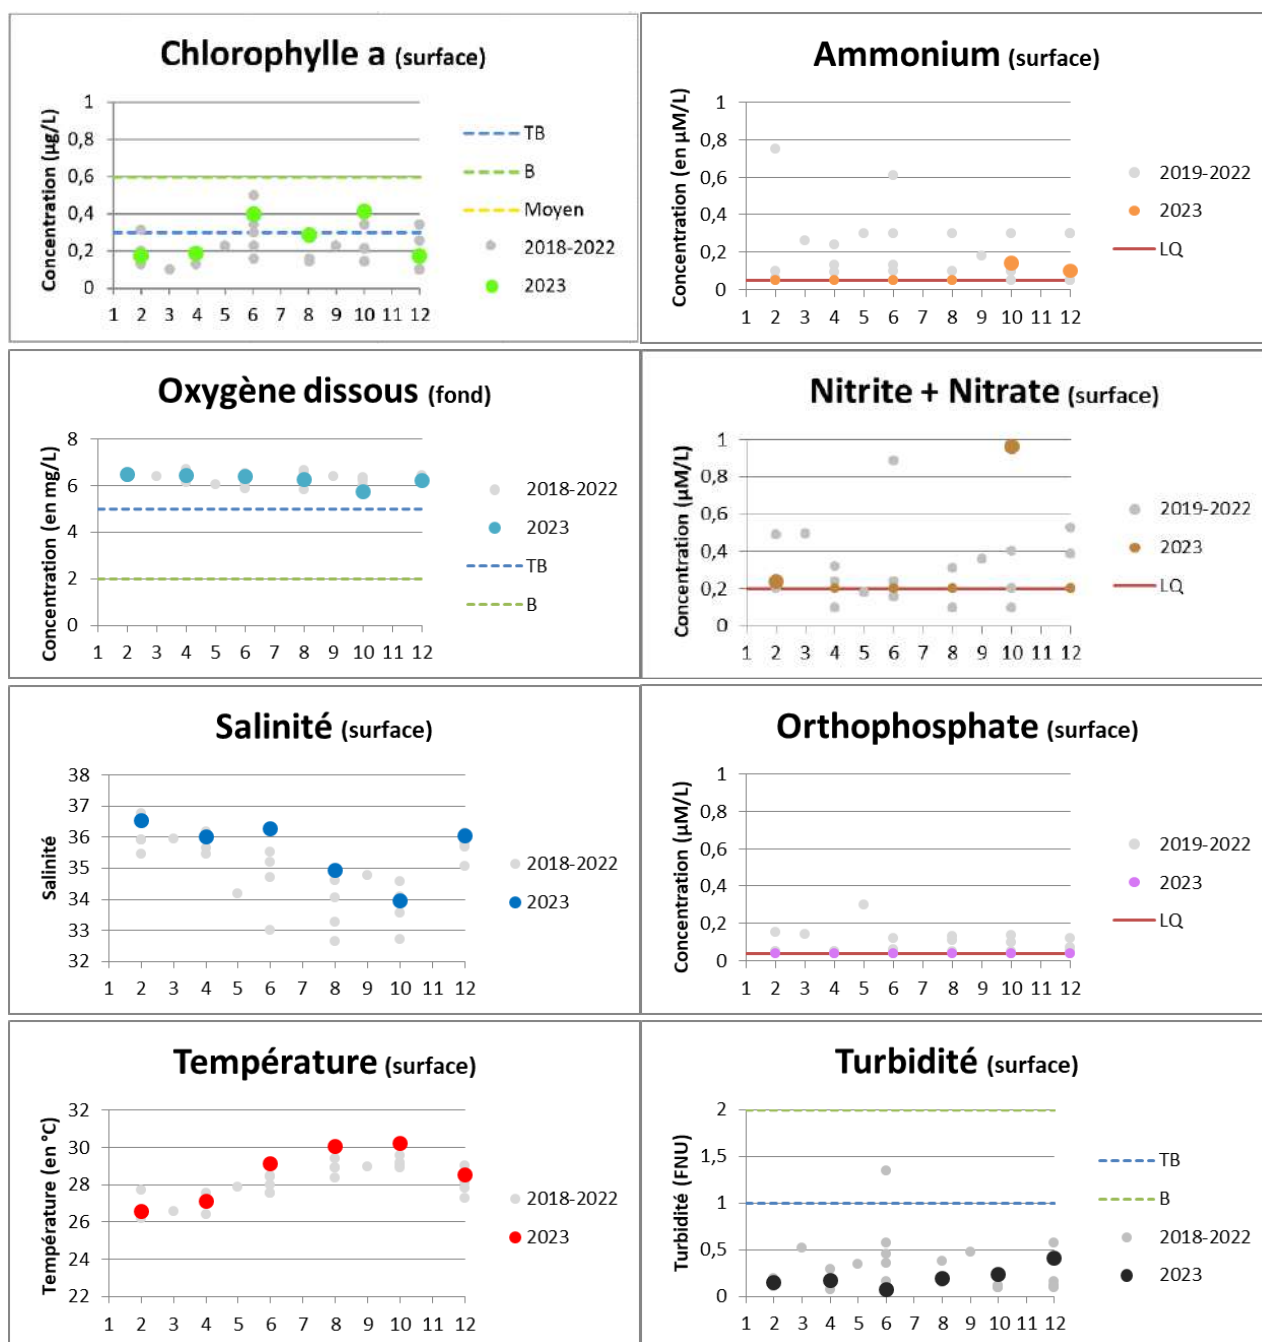 Chlorophylle a (surface)
Concentration (µg/L)
1
0,8
0,6
0,4
0,2
0
1 2 3 4 5 6 7 8 9 10 11 12
TB
B
Moyen
2018-2022
2023
Ammonium (surface)
Concentration (en µM/L)
1
0,8
0,6
0,4
0,2
0
1 2 3 4 5 6 7 8 9 10 11 12
2019-2022
2023
LQ
Oxygène dissous (fond)
Concentration (en mg/L)
8
6
4
2
0
1 2 3 4 5 6 7 8 9 10 11 12
2018-2022
2023
TB
B
Nitrite + Nitrate (surface)
Concentration (µM/L)
1
0,8
0,6
0,4
0,2
0
1 2 3 4 5 6 7 8 9 10 11 12
2019-2022
2023
LQ
Salinité (surface)
Salinité
38
37
36
35
34
33
32
1 2 3 4 5 6 7 8 9 10 11 12
2018-2022
2023
Orthophosphate (surface)
Concentration (µM/L)
1
0,8
0,6
0,4
0,2
0
1 2 3 4 5 6 7 8 9 10 11 12
2019-2022
2023
LQ
Température (surface)
Température (en °C)
32
30
28
26
24
22
1 2 3 4 5 6 7 8 9 10 11 12
2018-2022
2023
Turbidité (surface)
Turbidité (FNU)
2
1,5
1
0,5
0
1 2 3 4 5 6 7 8 9 10 11 12
TB
B
2018-2022
2023